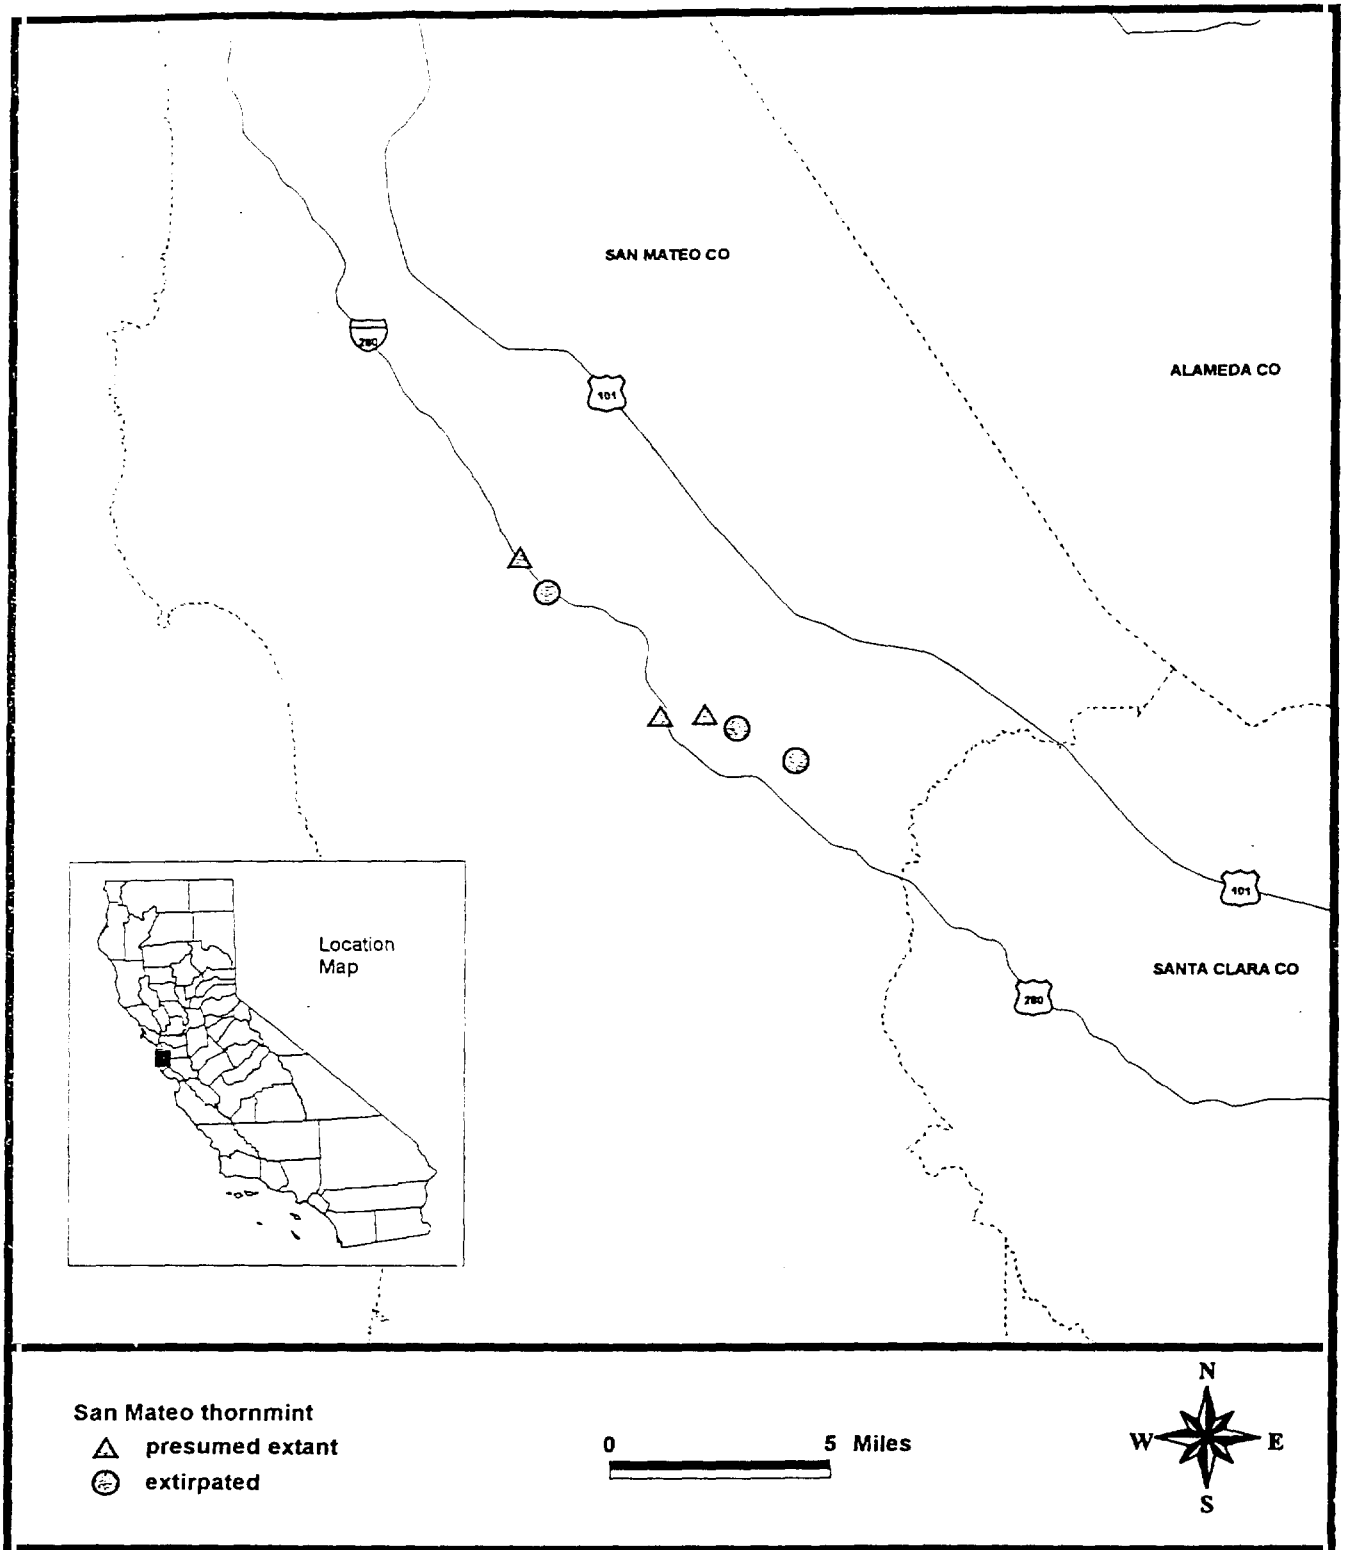 SAN MATEO CO
280
101
ALAMEDA CO
101
Location
Map
SANTA CLARA CO
280
San Mateo thornmint
presumed extant
extirpated
0 5 Miles
N
W E
S